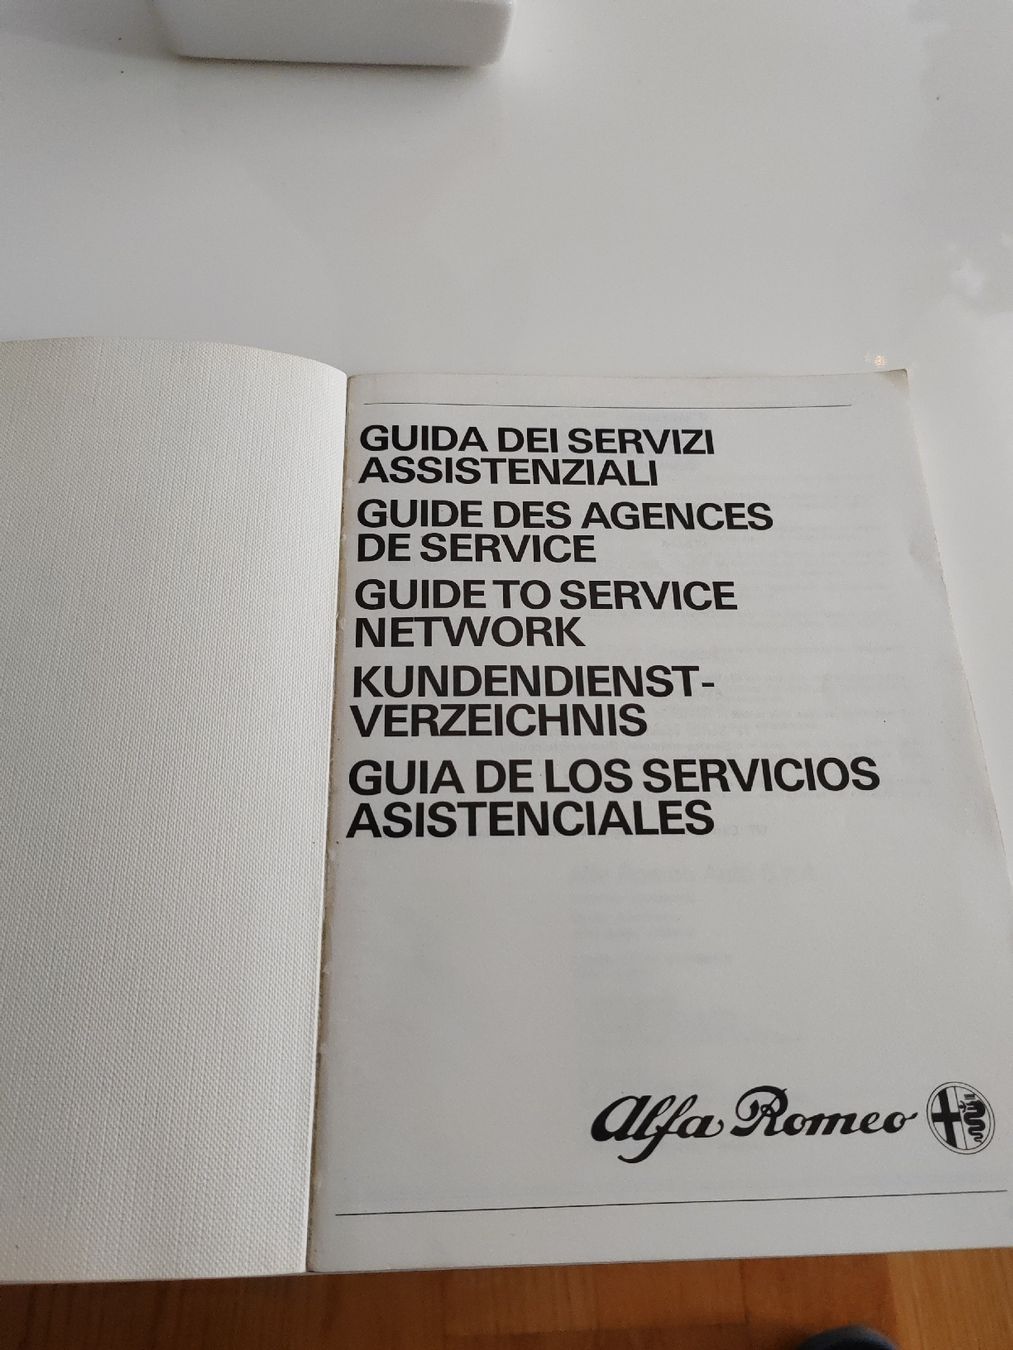 GUIDA DEI SERVIZI
ASSISTENZIALI
GUIDE DES AGENCES
DE SERVICE
GUIDE TO SERVICE
NETWORK
KUNDENDIENST-
VERZEICHNIS
GUIA DE LOS SERVICIOS
ASISTENCIALES
Alfa Romeo